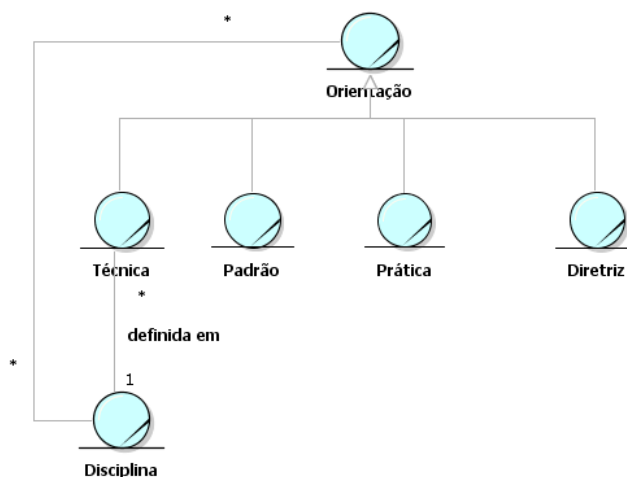 *
Orientação
Técnica
Padrão
Prática
Diretriz
*
definida em
*
1
Disciplina